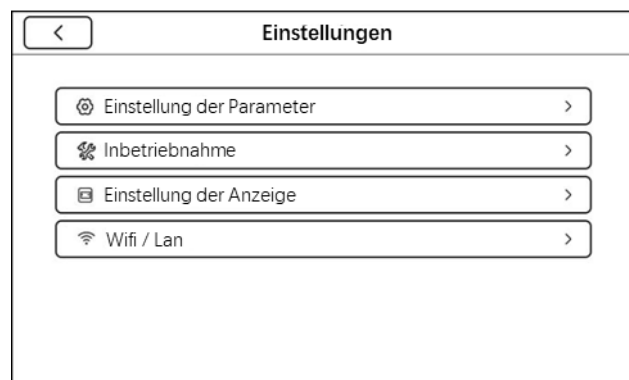 Einstellungen
Einstellung der Parameter
Inbetriebnahme
Einstellung der Anzeige
Wifi / Lan